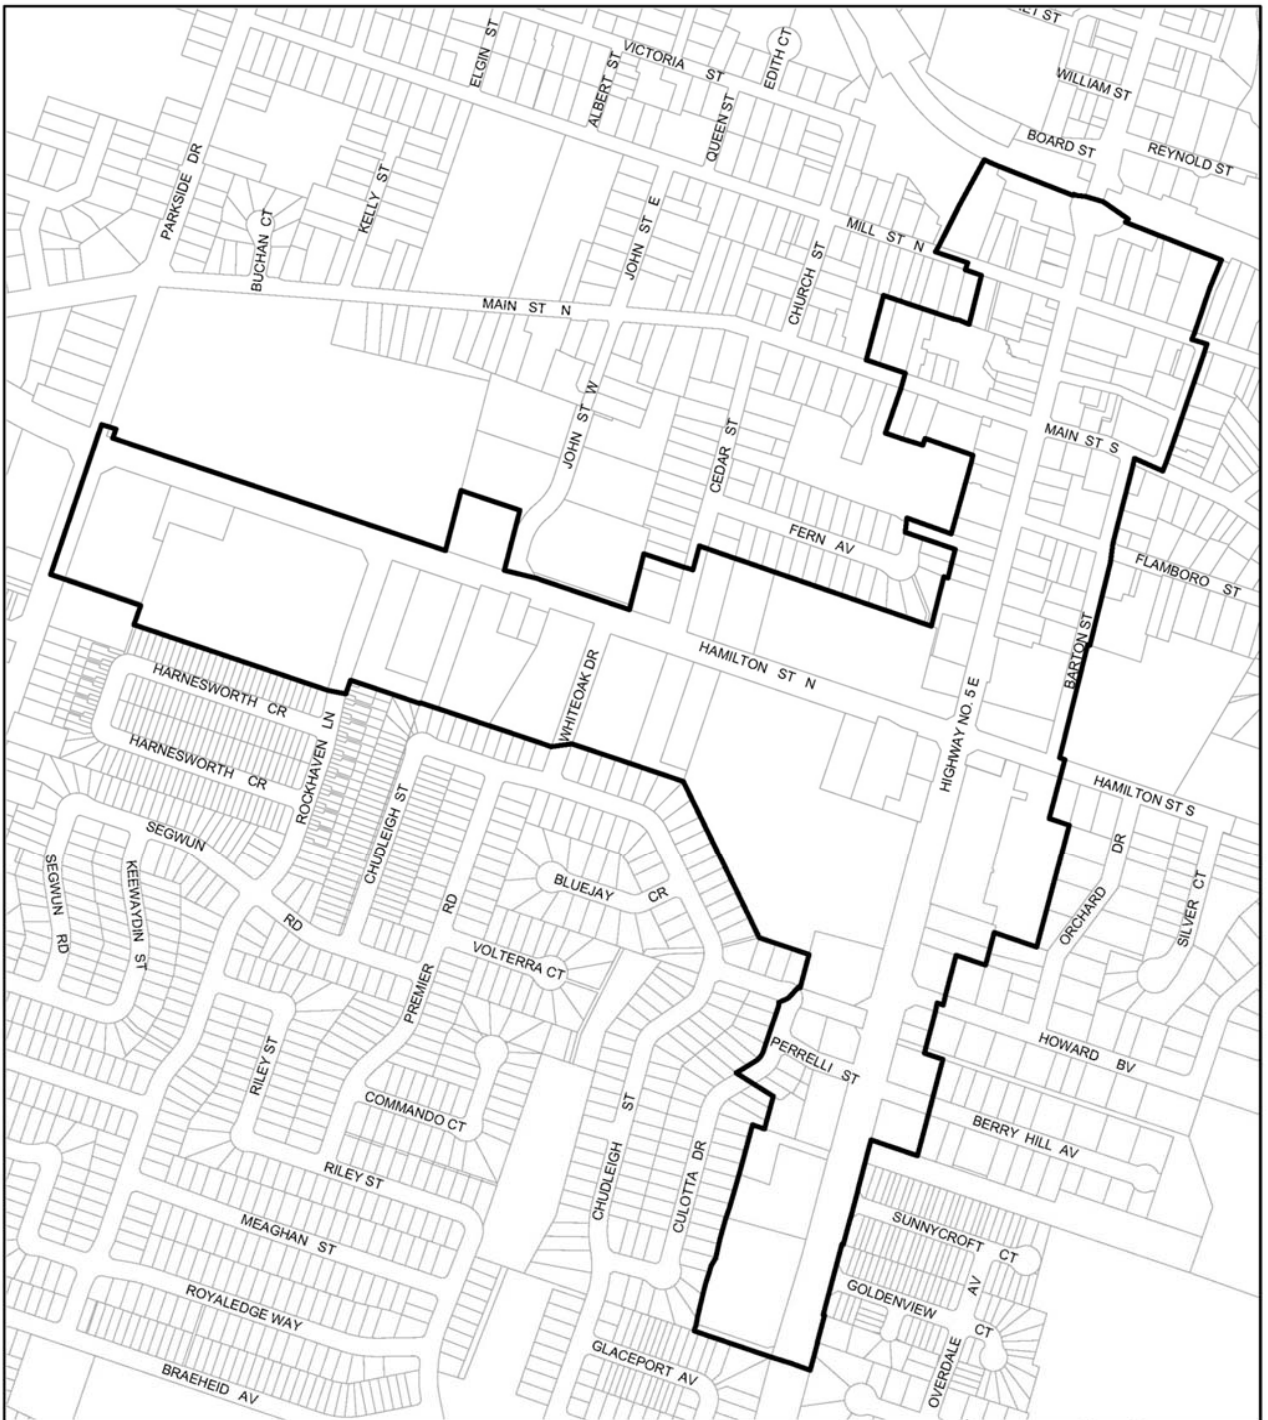 ELGIN ST
VICTORIA ST
EDITH CT
ALBERT ST
WILLIAM ST
QUEEN ST
BOARD ST
REYNOLD ST
PARKSIDE DR
KELLY ST
BUCHAN CT
JOHN ST E
MILL ST N
CHURCH ST
MAIN ST N
JOHN ST W
CEDAR ST
MAIN ST S
FERN AV
FLAMBORO ST
BARTON ST
HAMILTON ST N
WHITEOAK DR
HARNESWORTH CR
HIGHWAY NO. 5 E
HARNESWORTH CR
ROCKHAVEN LN
HAMILTON ST S
CHUDLEIGH ST
SEGWUN
RD
SEGWUN RD
KEEWAYDIN ST
BLUEJAY CR
ORCHARD DR
SILVER CT
PREMIER RD
VOLTERRA CT
RILEY ST
PERRELLI ST
HOWARD BV
COMMANDO CT
CHUDLEIGH ST
BERRY HILL AV
CULOTTA DR
RILEY ST
MEAGHAN ST
SUNNYCROFT CT
ROYALEDGE WAY
GOLDENVIEW CT
OVERDALE AV
GLACEPORT AV
BRAEHEID AV